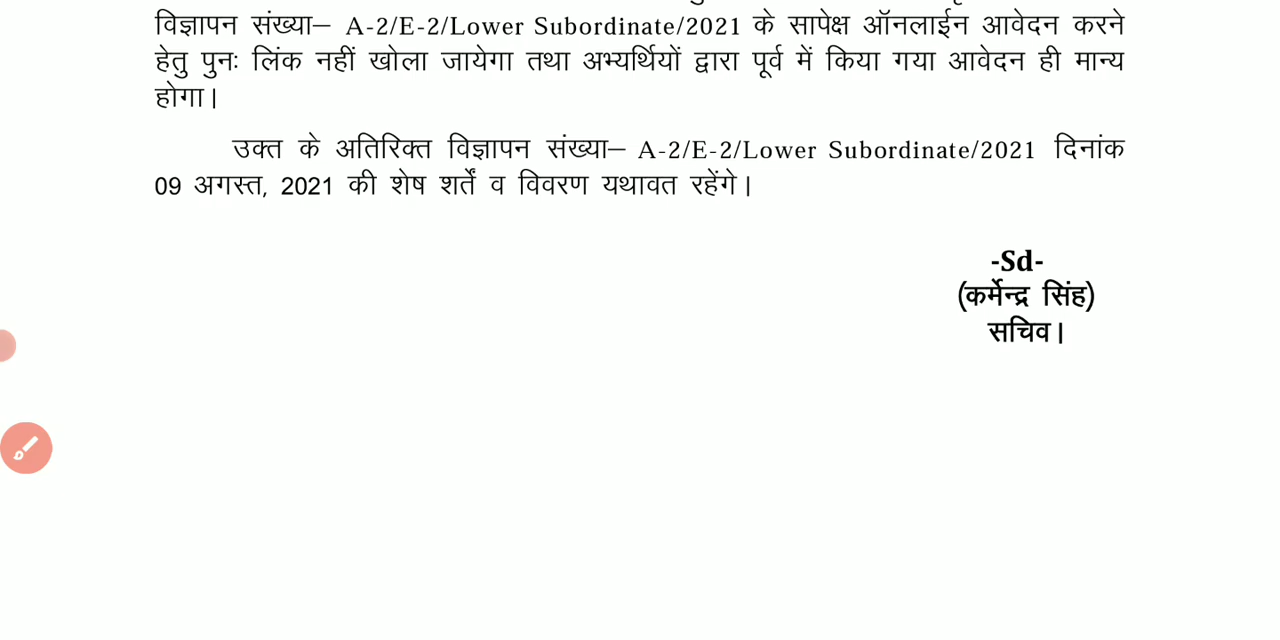 विज्ञापन संख्या– A-2/E-2/Lower Subordinate/2021 के सापेक्ष ऑनलाईन आवेदन करने
हेतु पुनः लिंक नहीं खोला जायेगा तथा अभ्यर्थियों द्वारा पूर्व में किया गया आवेदन ही मान्य
होगा।
उक्त के अतिरिक्त विज्ञापन संख्या– A-2/E-2/Lower Subordinate/2021 दिनांक
09 अगस्त, 2021 की शेष शर्तें व विवरण यथावत रहेंगे।
-Sd-
(कर्मेन्द्र सिंह)
सचिव।